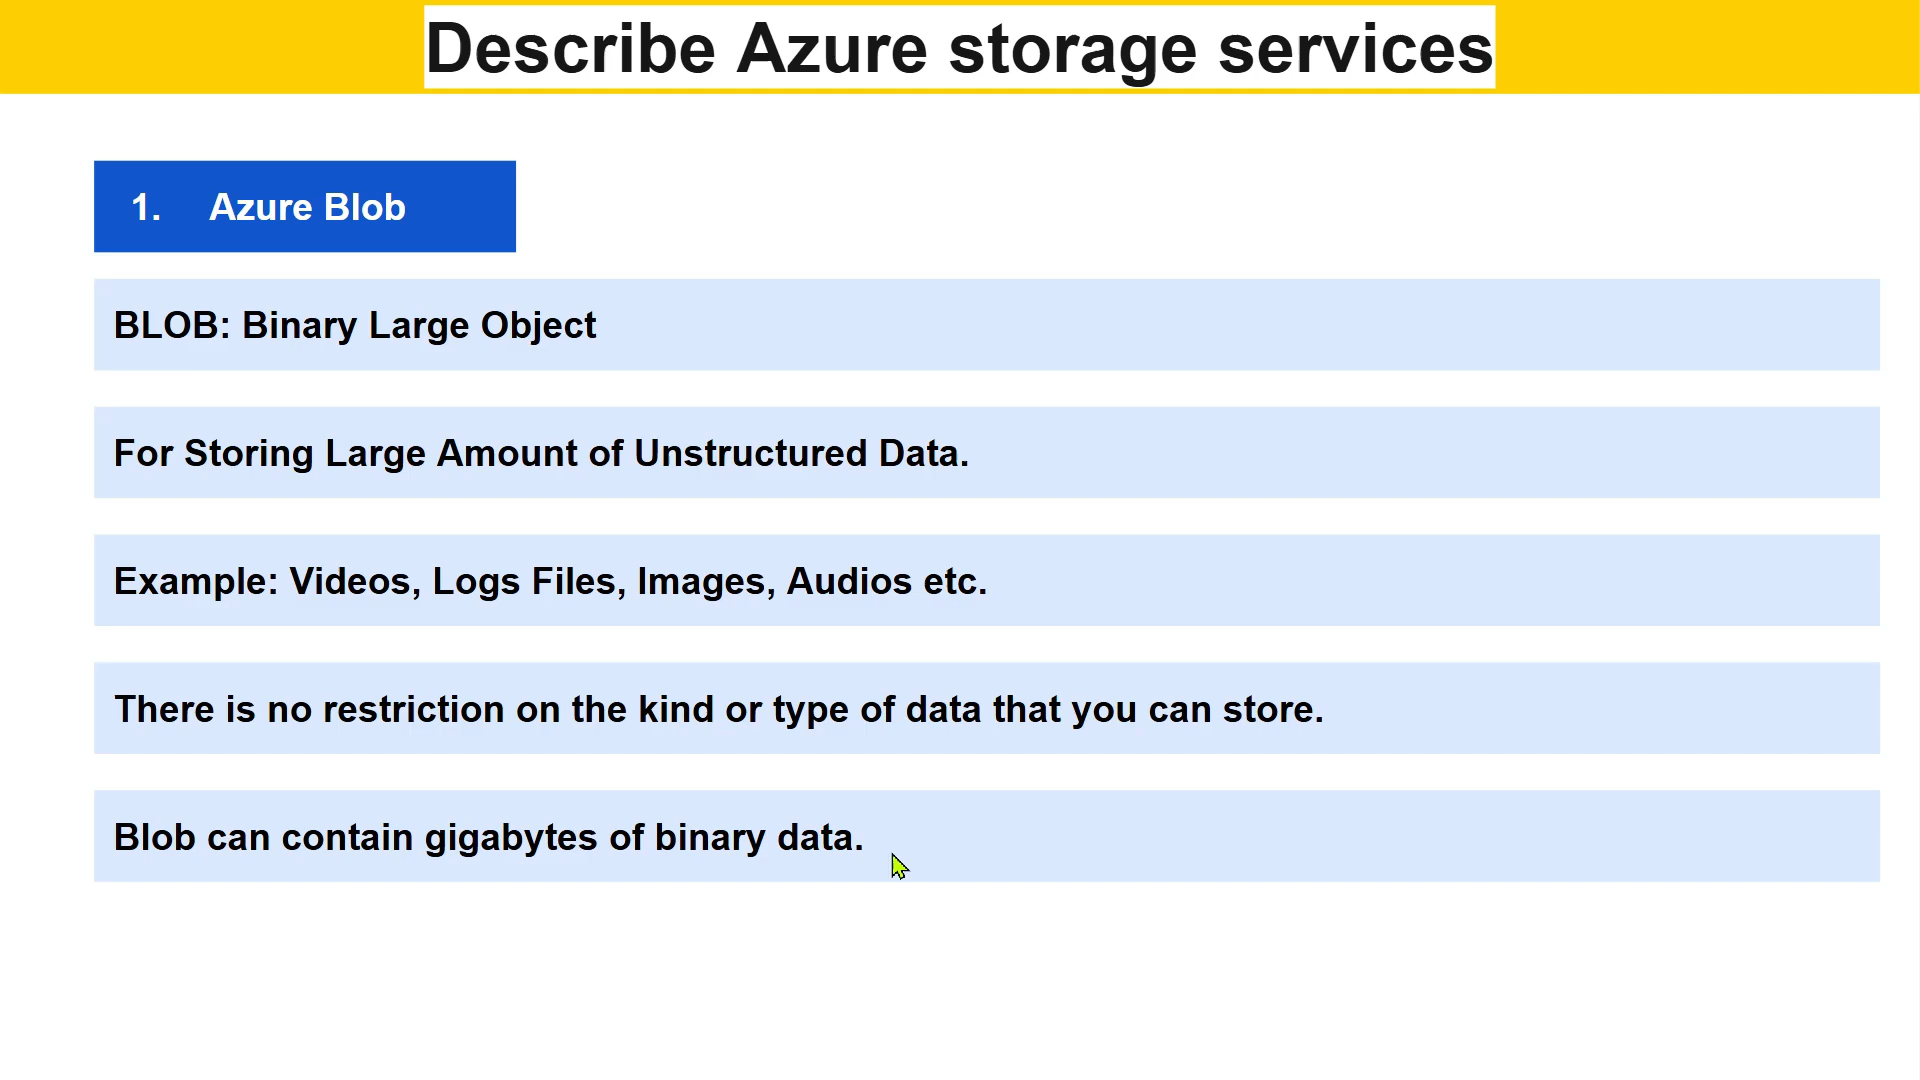 Describe Azure storage services
1. Azure Blob
BLOB: Binary Large Object
For Storing Large Amount of Unstructured Data.
Example: Videos, Logs Files, Images, Audios etc.
There is no restriction on the kind or type of data that you can store.
Blob can contain gigabytes of binary data.